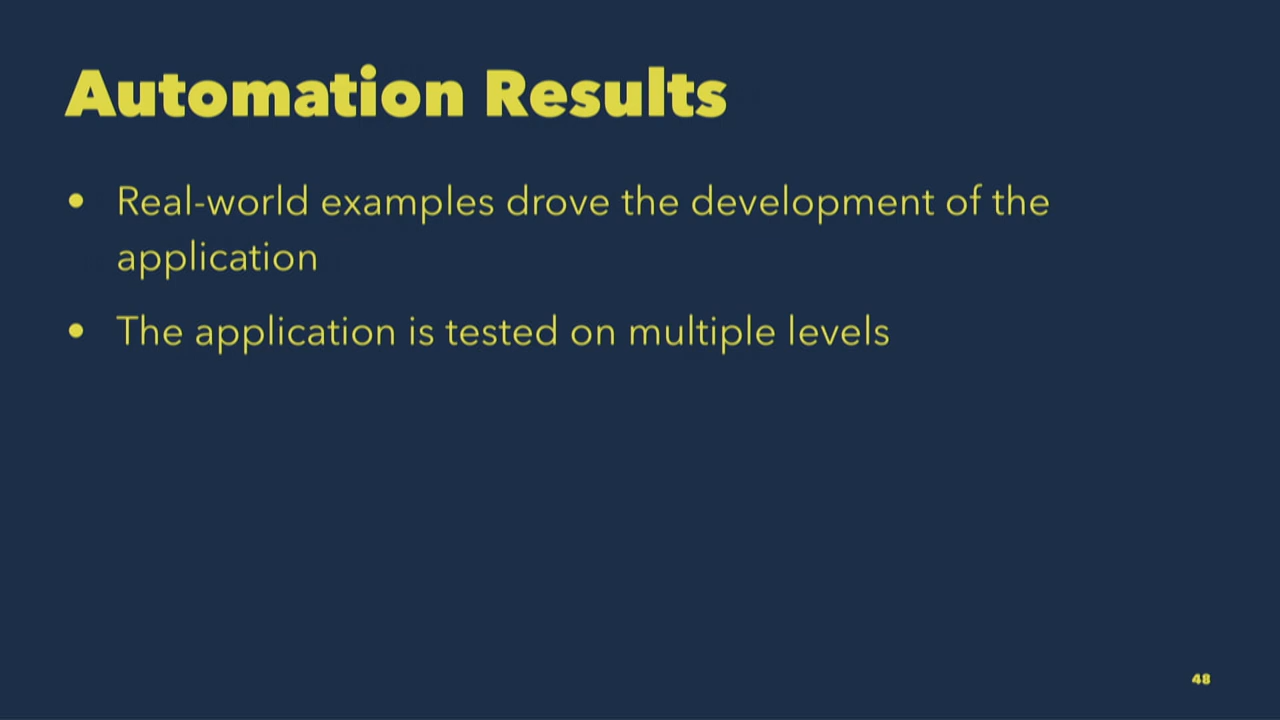 Automation Results
• Real-world examples drove the development of the
application
• The application is tested on multiple levels
48